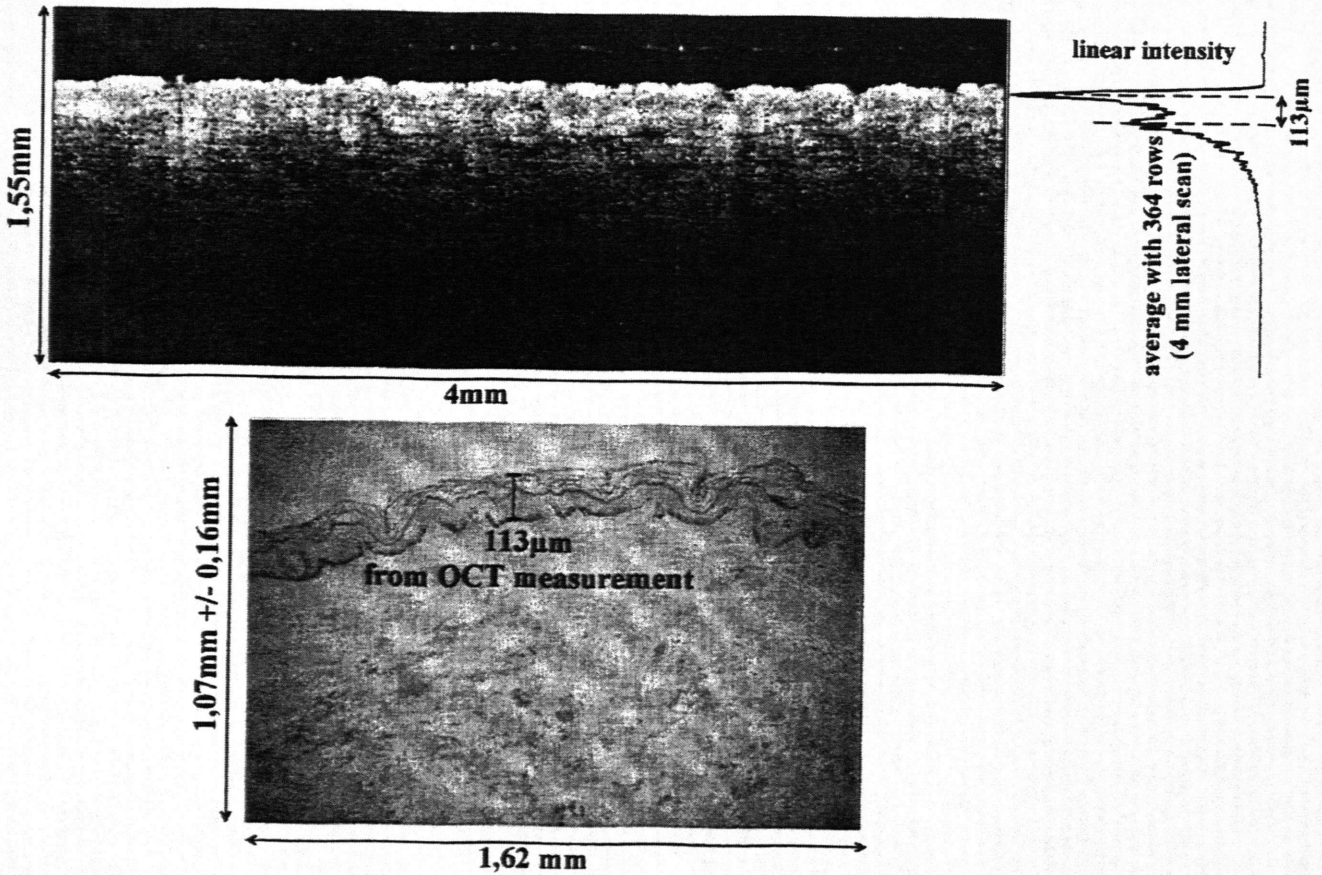 1,55mm
4mm
linear intensity
113µm
average with 364 rows
(4 mm lateral scan)
1,07mm +/- 0,16mm
113µm
from OCT measurement
1,62 mm